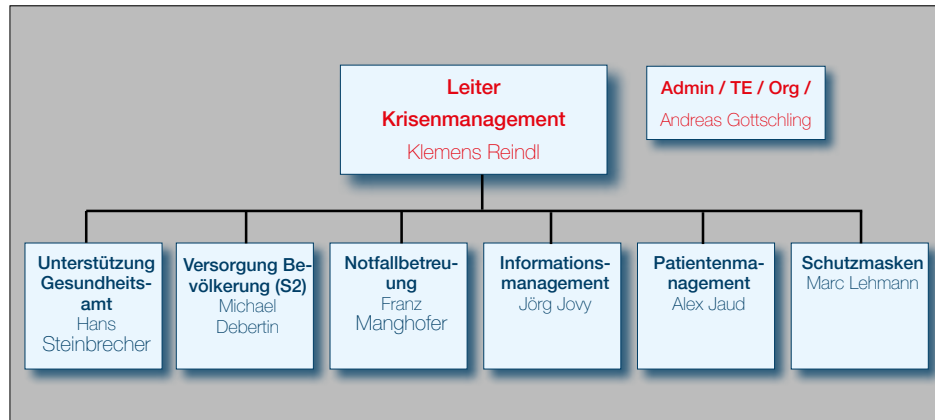 Leiter
Krisenmanagement
Klemens Reindl
Admin / TE / Org /
Andreas Gottschling
Unterstützung
Gesundheits-
amt
Hans
Steinbrecher
Versorgung Be-
völkerung (S2)
Michael
Debertin
Notfallbetreu-
ung
Franz
Manghofer
Informations-
management
Jörg Jovy
Patientenma-
nagement
Alex Jaud
Schutzmasken
Marc Lehmann